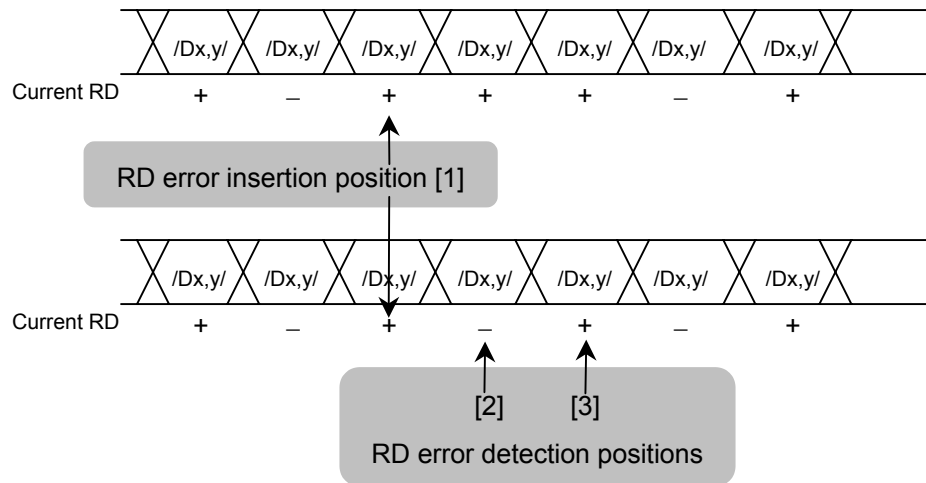 /Dx,y/ /Dx,y/ /Dx,y/ /Dx,y/ /Dx,y/ /Dx,y/ /Dx,y/
Current RD + – + + + – +
RD error insertion position [1]
/Dx,y/ /Dx,y/ /Dx,y/ /Dx,y/ /Dx,y/ /Dx,y/ /Dx,y/
Current RD + – + – + – +
[2] [3]
RD error detection positions